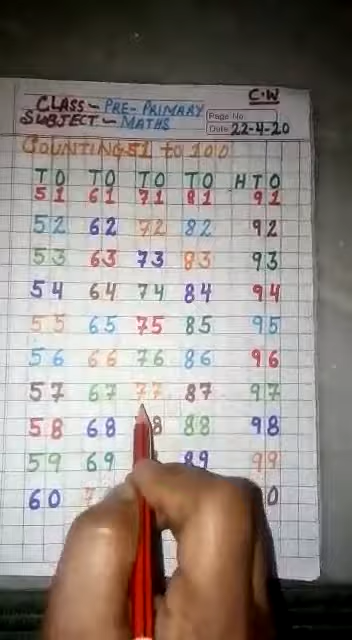 C.W
CLASS - PRE-PRIMARY
SUBJECT - MATHS
Page No
Date 22-4-20
COUNTING 51 to 100
T O T O T O T O H T O
51 61 71 81 91
52 62 72 82 92
53 63 73 83 93
54 64 74 84 94
55 65 75 85 95
56 66 76 86 96
57 67 77 87 97
58 68 8 88 98
59 69 89 99
60 7 0